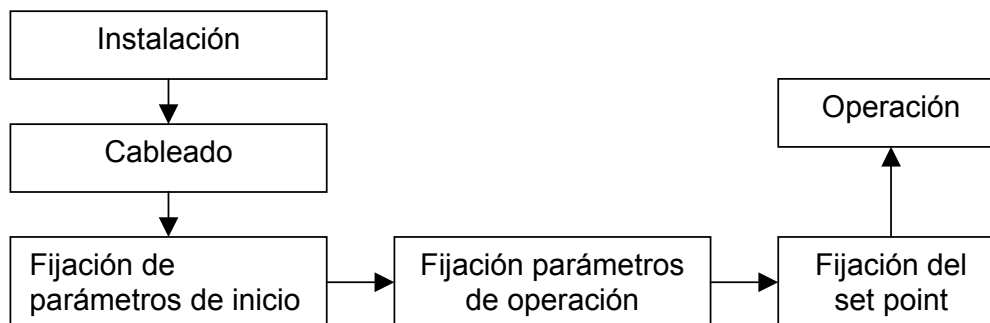 Instalación
Cableado
Operación
Fijación de
parámetros de inicio
Fijación parámetros
de operación
Fijación del
set point